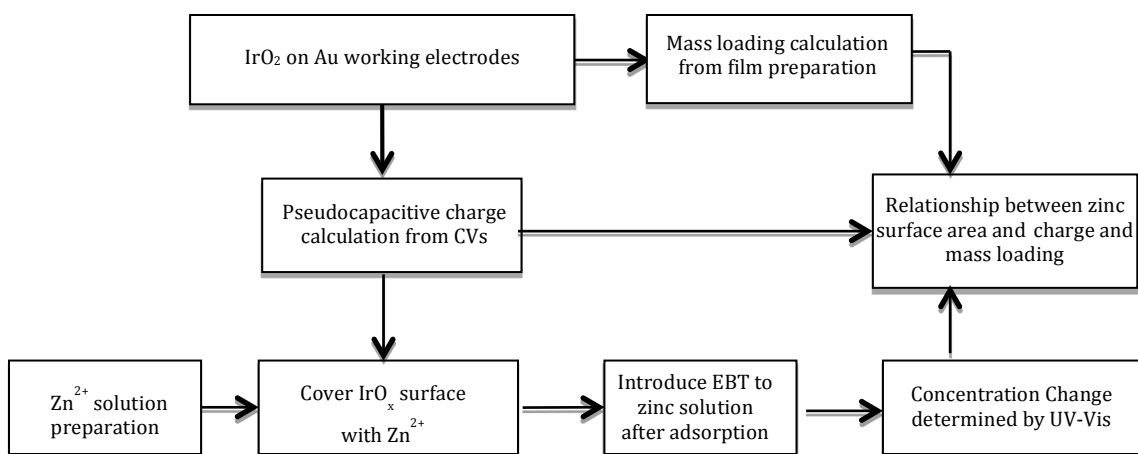 IrO₂ on Au working electrodes
Mass loading calculation
from film preparation
Pseudocapacitive charge
calculation from CVs
Relationship between zinc
surface area and charge and
mass loading
Zn²⁺ solution
preparation
Cover IrOₓ surface
with Zn²⁺
Introduce EBT to
zinc solution
after adsorption
Concentration Change
determined by UV-Vis